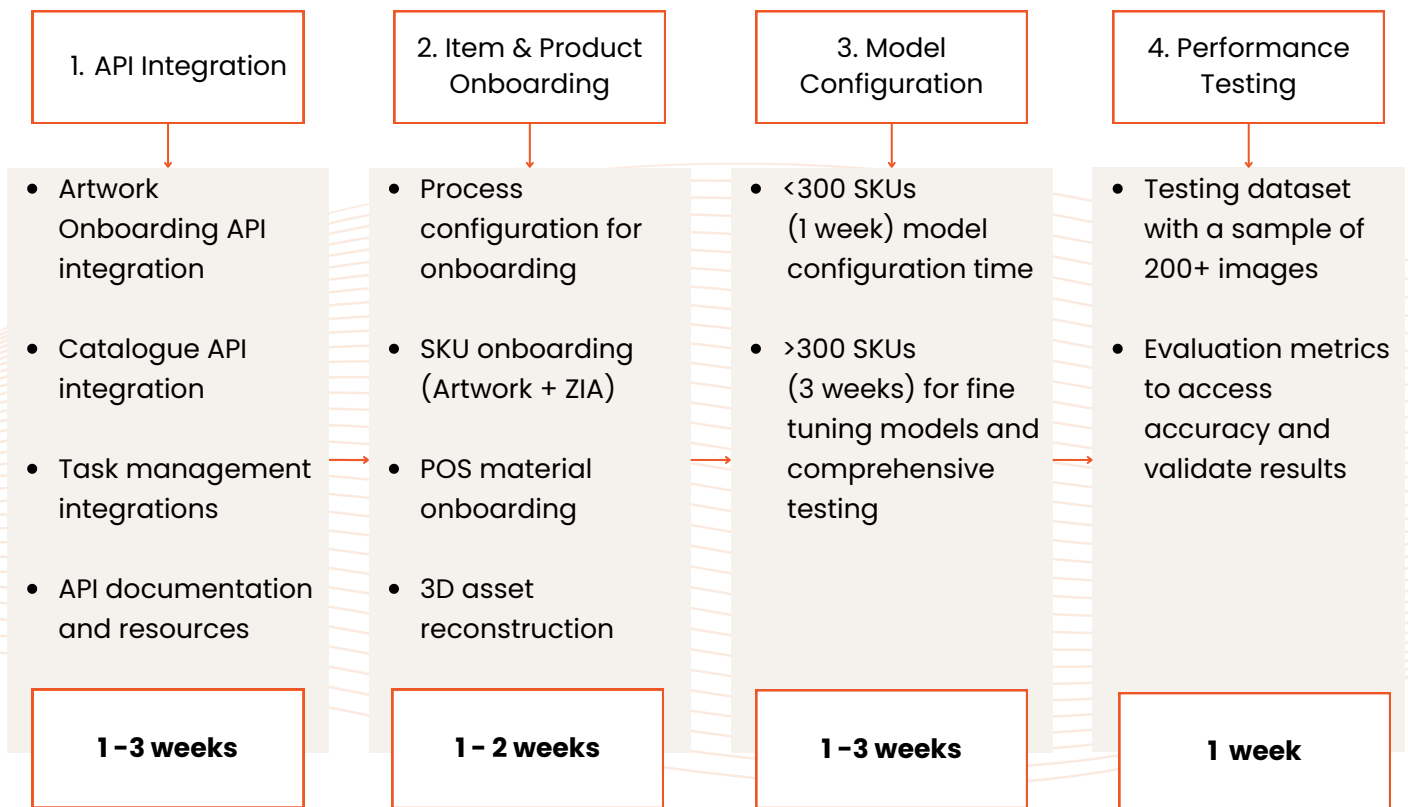 1. API Integration
Artwork
Onboarding API
integration
Catalogue API
integration
Task management
integrations
API documentation
and resources
1 -3 weeks
2. Item & Product
Onboarding
Process
configuration for
onboarding
SKU onboarding
(Artwork + ZIA)
POS material
onboarding
3D asset
reconstruction
1 - 2 weeks
3. Model
Configuration
<300 SKUs
(1 week) model
configuration time
>300 SKUs
(3 weeks) for fine
tuning models and
comprehensive
testing
1 -3 weeks
4. Performance
Testing
Testing dataset
with a sample of
200+ images
Evaluation metrics
to access
accuracy and
validate results
1 week